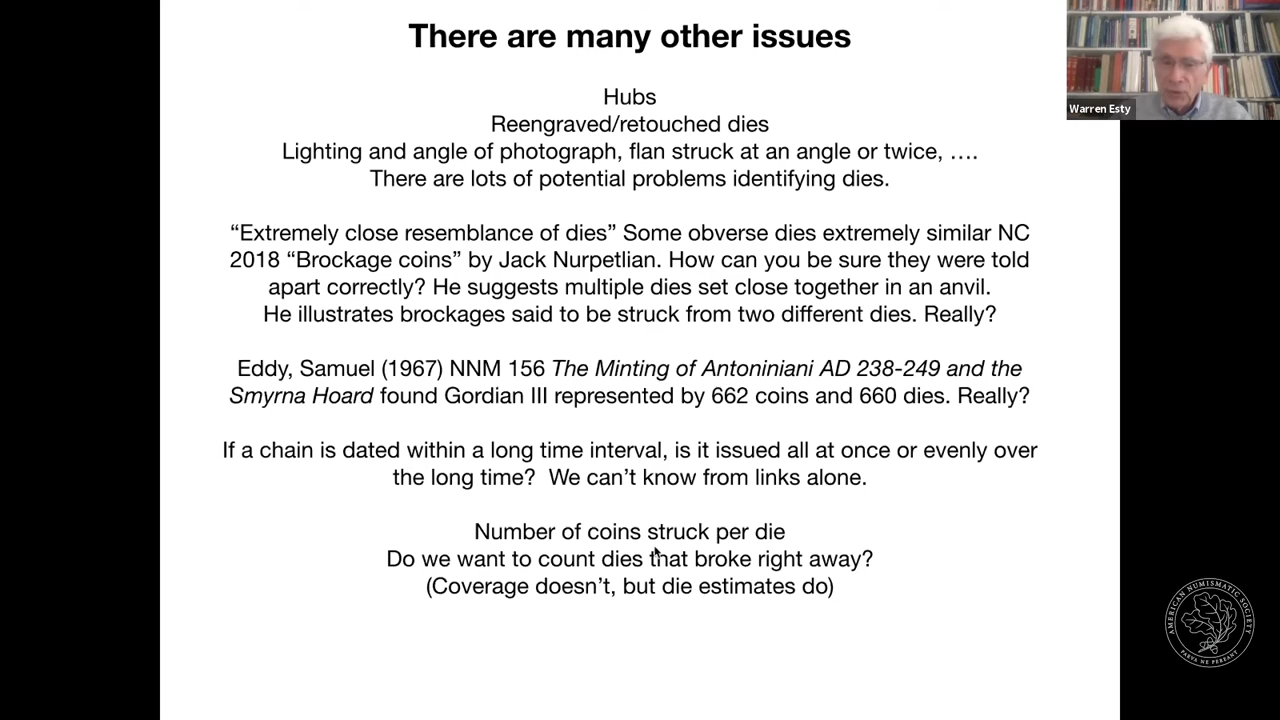 There are many other issues
Warren Esty
Hubs
Reengraved/retouched dies
Lighting and angle of photograph, flan struck at an angle or twice, ….
There are lots of potential problems identifying dies.
“Extremely close resemblance of dies” Some obverse dies extremely similar NC
2018 “Brockage coins” by Jack Nurpetlian. How can you be sure they were told
apart correctly? He suggests multiple dies set close together in an anvil.
He illustrates brockages said to be struck from two different dies. Really?
Eddy, Samuel (1967) NNM 156 The Minting of Antoniniani AD 238-249 and the
Smyrna Hoard found Gordian III represented by 662 coins and 660 dies. Really?
If a chain is dated within a long time interval, is it issued all at once or evenly over
the long time?  We can’t know from links alone.
Number of coins struck per die
Do we want to count dies that broke right away?
(Coverage doesn’t, but die estimates do)
AMERICAN NUMISMATIC SOCIETY
PARVA NE PEREANT